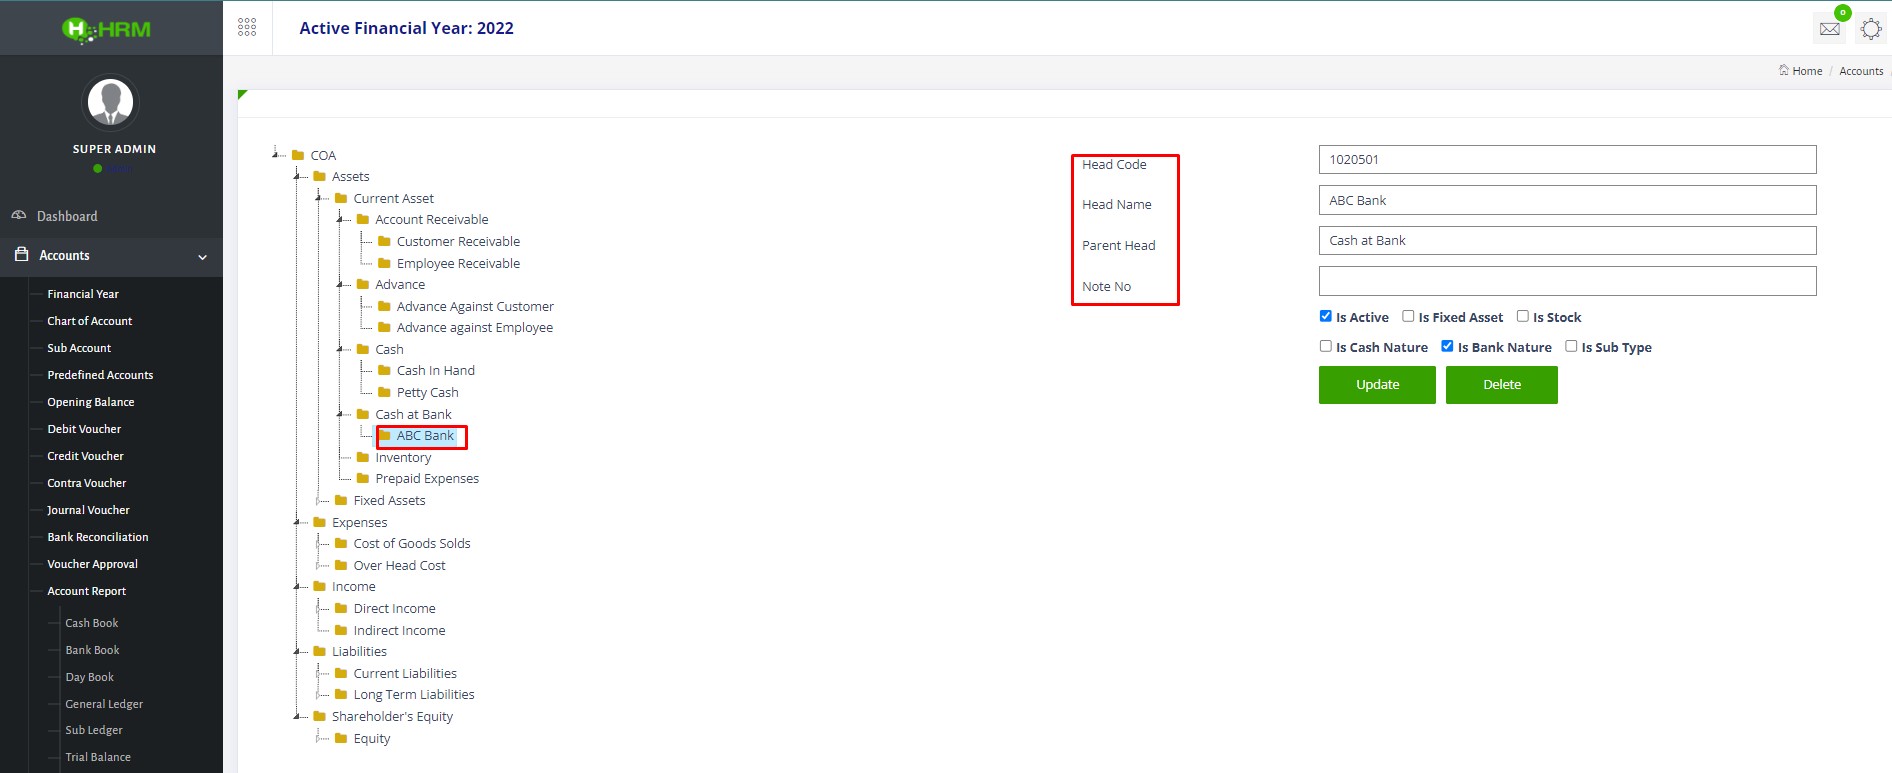 HRM
Active Financial Year: 2022
0
Home / Accounts
SUPER ADMIN
Dashboard
Accounts
Financial Year
Chart of Account
Sub Account
Predefined Accounts
Opening Balance
Debit Voucher
Credit Voucher
Contra Voucher
Journal Voucher
Bank Reconciliation
Voucher Approval
Account Report
Cash Book
Bank Book
Day Book
General Ledger
Sub Ledger
Trial Balance
COA
Assets
Current Asset
Account Receivable
Customer Receivable
Employee Receivable
Advance
Advance Against Customer
Advance against Employee
Cash
Cash In Hand
Petty Cash
Cash at Bank
ABC Bank
Inventory
Prepaid Expenses
Fixed Assets
Expenses
Cost of Goods Solds
Over Head Cost
Income
Direct Income
Indirect Income
Liabilities
Current Liabilities
Long Term Liabilities
Shareholder's Equity
Equity
Head Code 1020501
Head Name ABC Bank
Parent Head Cash at Bank
Note No
Is Active Is Fixed Asset Is Stock
Is Cash Nature Is Bank Nature Is Sub Type
Update Delete